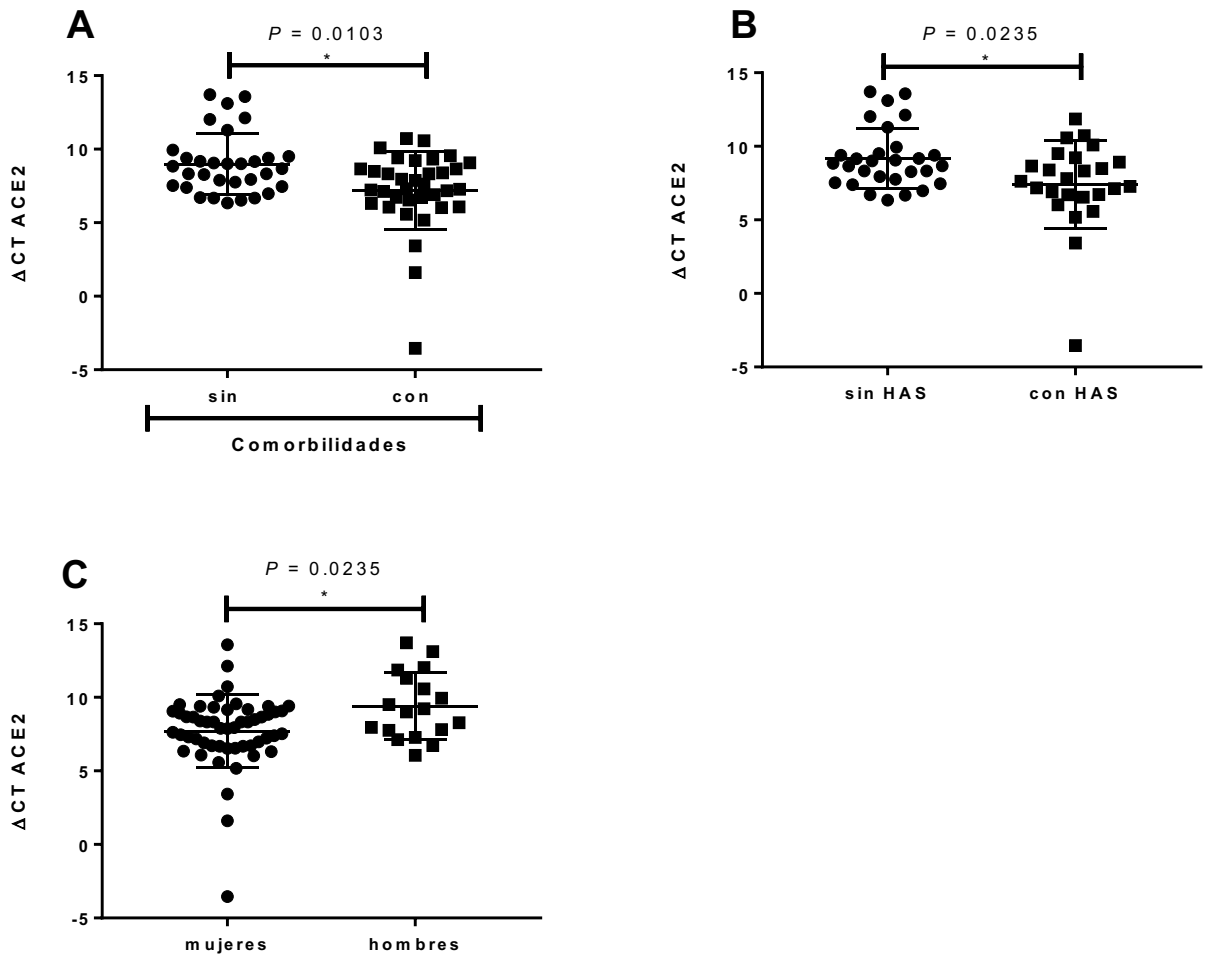 A
P = 0.0103
*
15
10
5
0
-5
ΔCT ACE2
sin
con
Comorbilidades
B
P = 0.0235
*
15
10
5
0
-5
ΔCT ACE2
sin HAS
con HAS
C
P = 0.0235
*
15
10
5
0
-5
ΔCT ACE2
mujeres
hombres